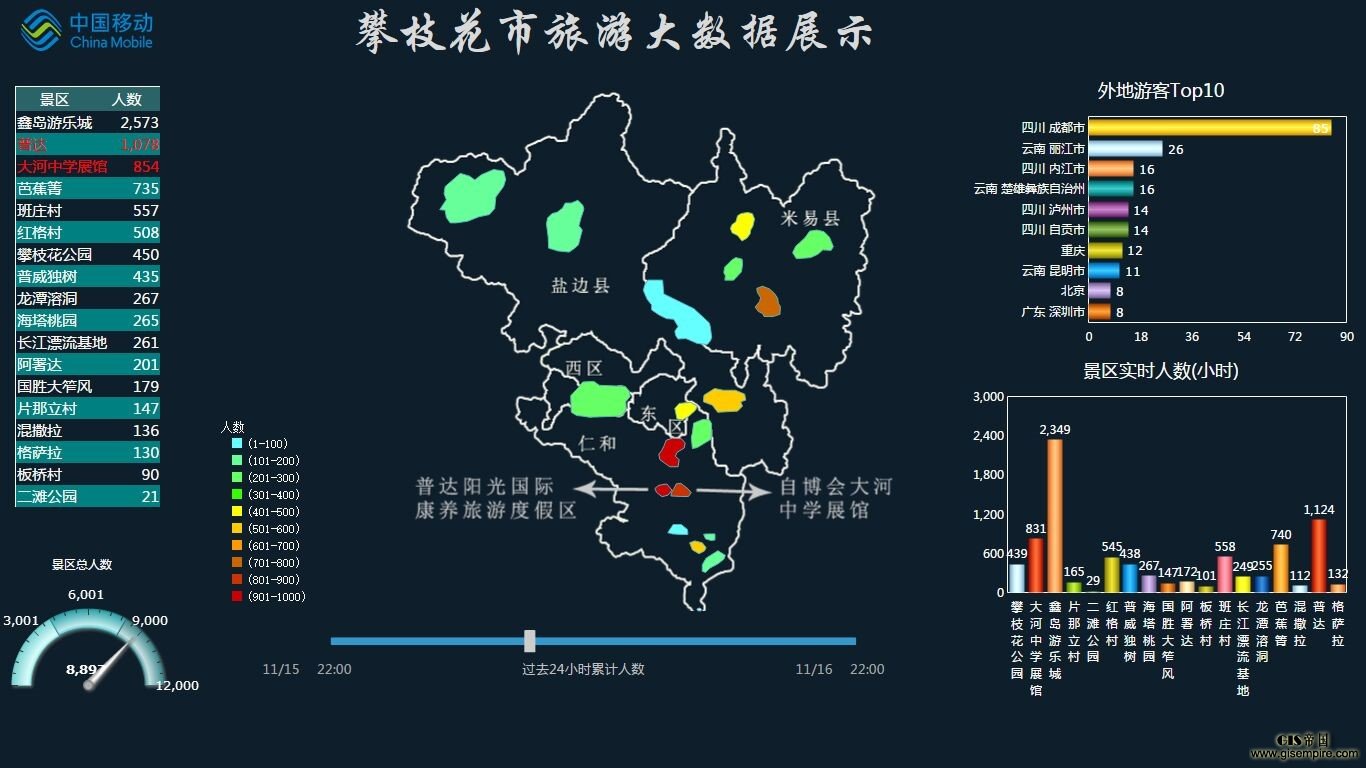 中国移动
China Mobile
攀枝花市旅游大数据展示
景区 人数
鑫岛游乐城 2,573
普达 1,078
大河中学展馆 854
芭蕉箐 735
班庄村 557
红格村 508
攀枝花公园 450
普威独树 435
龙潭溶洞 267
海塔桃园 265
长江漂流基地 261
阿署达 201
国胜大笮风 179
片那立村 147
混撒拉 136
格萨拉 130
板桥村 90
二滩公园 21
景区总人数
6,001
3,001 9,000
8,897
12,000
米易县
盐边县
西区
东
区
仁和
普达阳光国际
康养旅游度假区
自博会大河
中学展馆
人数
(1-100)
(101-200)
(201-300)
(301-400)
(401-500)
(501-600)
(601-700)
(701-800)
(801-900)
(901-1000)
11/15 22:00 过去24小时累计人数 11/16 22:00
外地游客Top10
四川 成都市 85
云南 丽江市 26
四川 内江市 16
云南 楚雄彝族自治州 16
四川 泸州市 14
四川 自贡市 14
重庆 12
云南 昆明市 11
北京 8
广东 深圳市 8
0 18 36 54 72 90
景区实时人数(小时)
3,000
2,400
1,800
1,200
600
0
439 831 2,349 165 29 545 438 267 147 172 101 558 249 255 740 112 1,124 132
攀枝花公园
大河中学展馆
鑫岛游乐城
片那立村
二滩公园
红格村
普威独树
海塔桃园
国胜大笮风
阿署达
板桥村
班庄村
长江漂流基地
龙潭溶洞
芭蕉箐
混撒拉
普达
格萨拉
GIS帝国
www.gisempire.com